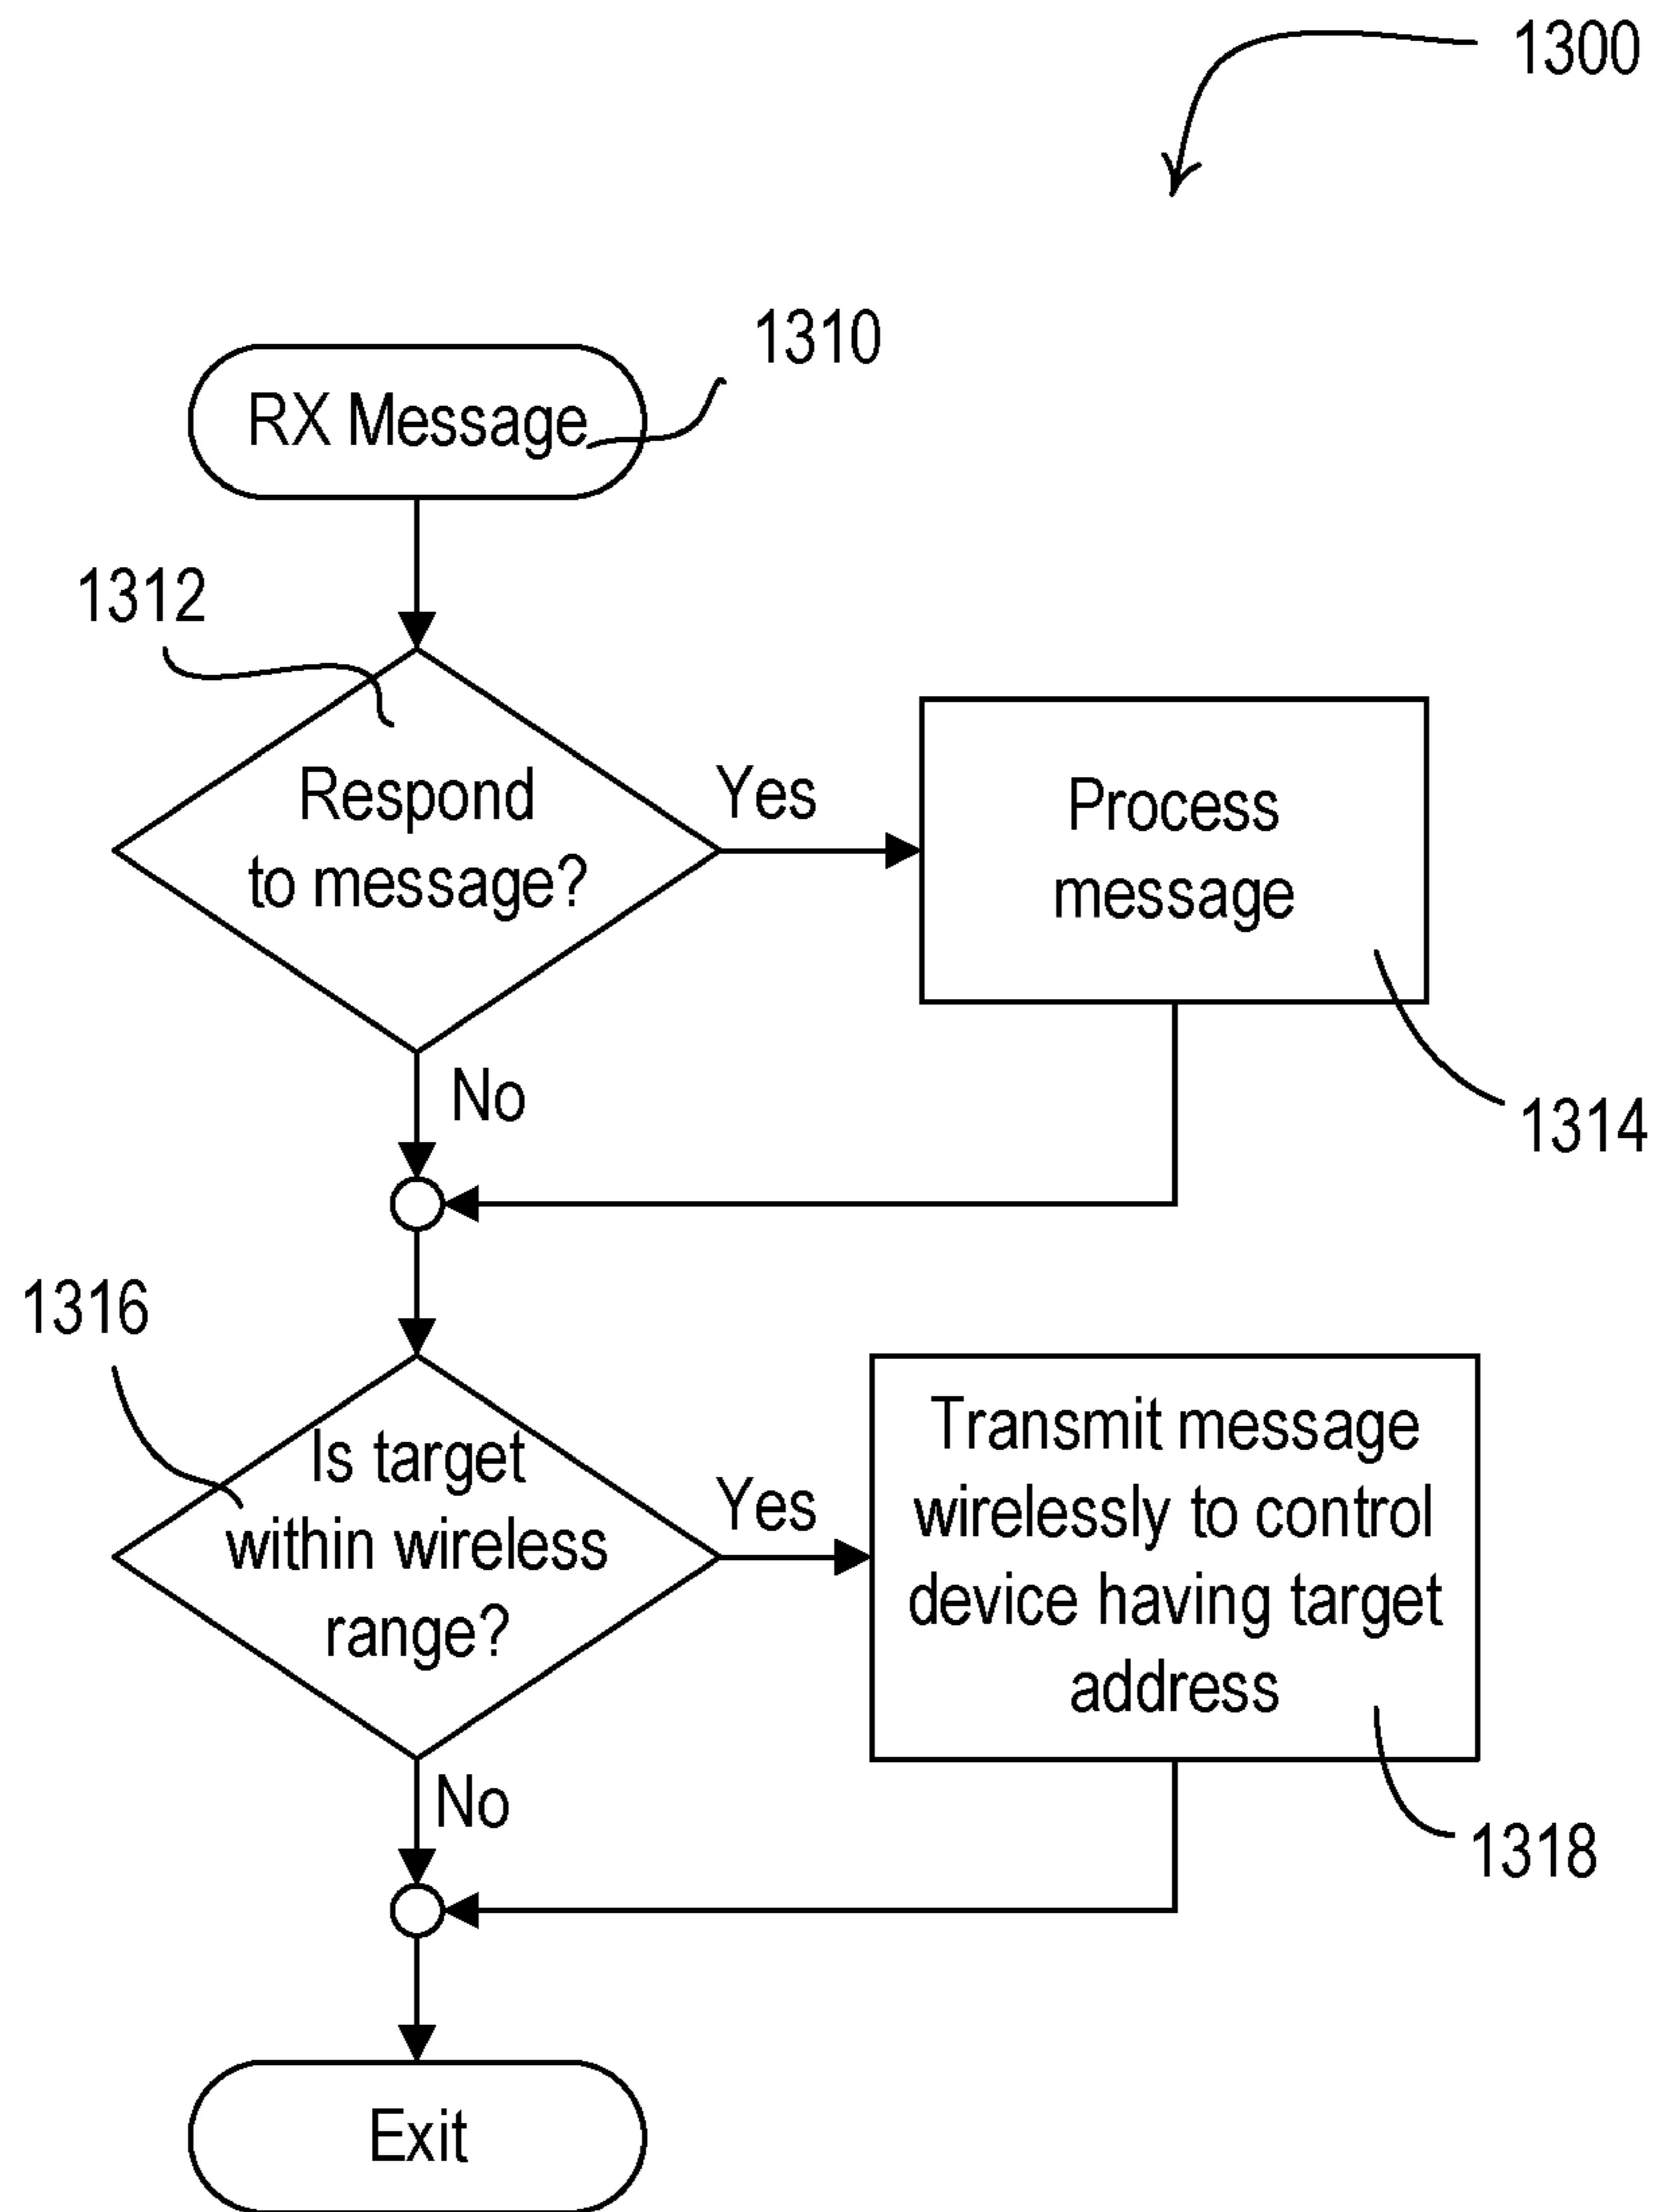 1300
1310
RX Message
1312
Respond
to message?
Yes
Process
message
No
1314
1316
Is target
within wireless
range?
Yes
Transmit message
wirelessly to control
device having target
address
No
1318
Exit